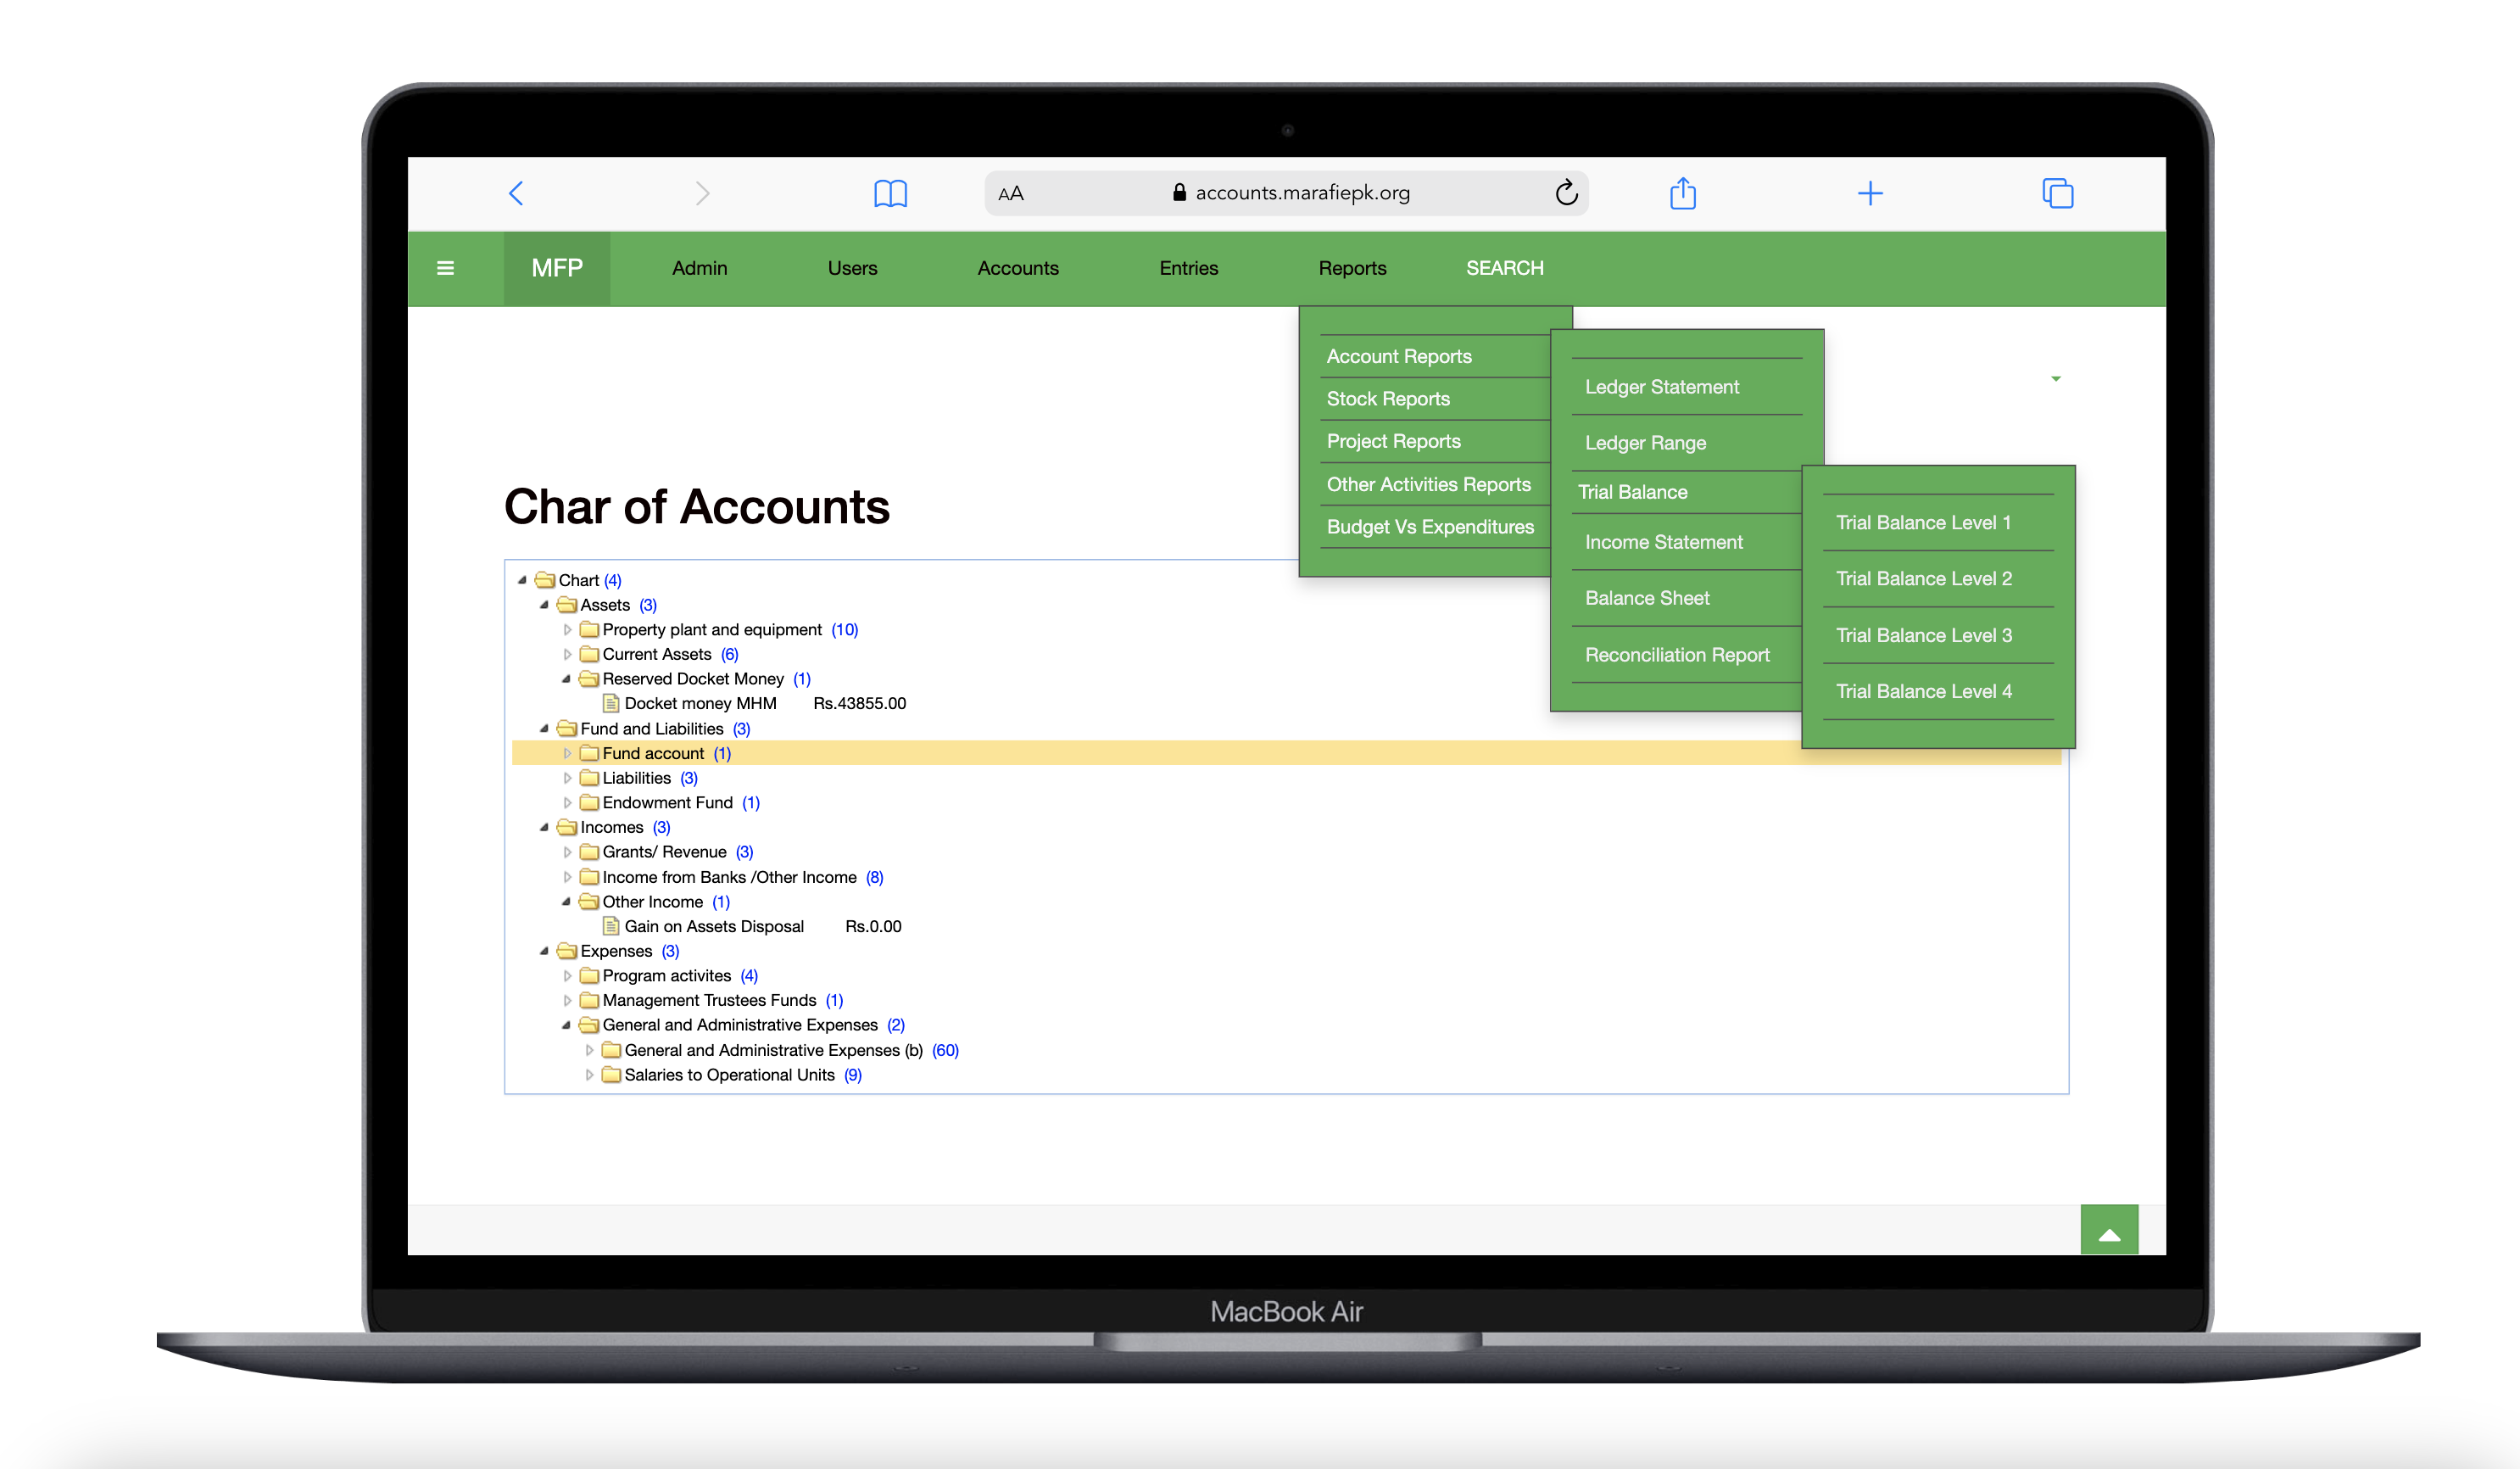 AA accounts.marafiepk.org
MFP Admin Users Accounts Entries Reports SEARCH
Account Reports
Stock Reports
Project Reports
Other Activities Reports
Budget Vs Expenditures
Ledger Statement
Ledger Range
Trial Balance
Income Statement
Balance Sheet
Reconciliation Report
Trial Balance Level 1
Trial Balance Level 2
Trial Balance Level 3
Trial Balance Level 4
Char of Accounts
Chart (4)
Assets (3)
Property plant and equipment (10)
Current Assets (6)
Reserved Docket Money (1)
Docket money MHM Rs.43855.00
Fund and Liabilities (3)
Fund account (1)
Liabilities (3)
Endowment Fund (1)
Incomes (3)
Grants/ Revenue (3)
Income from Banks /Other Income (8)
Other Income (1)
Gain on Assets Disposal Rs.0.00
Expenses (3)
Program activites (4)
Management Trustees Funds (1)
General and Administrative Expenses (2)
General and Administrative Expenses (b) (60)
Salaries to Operational Units (9)
MacBook Air